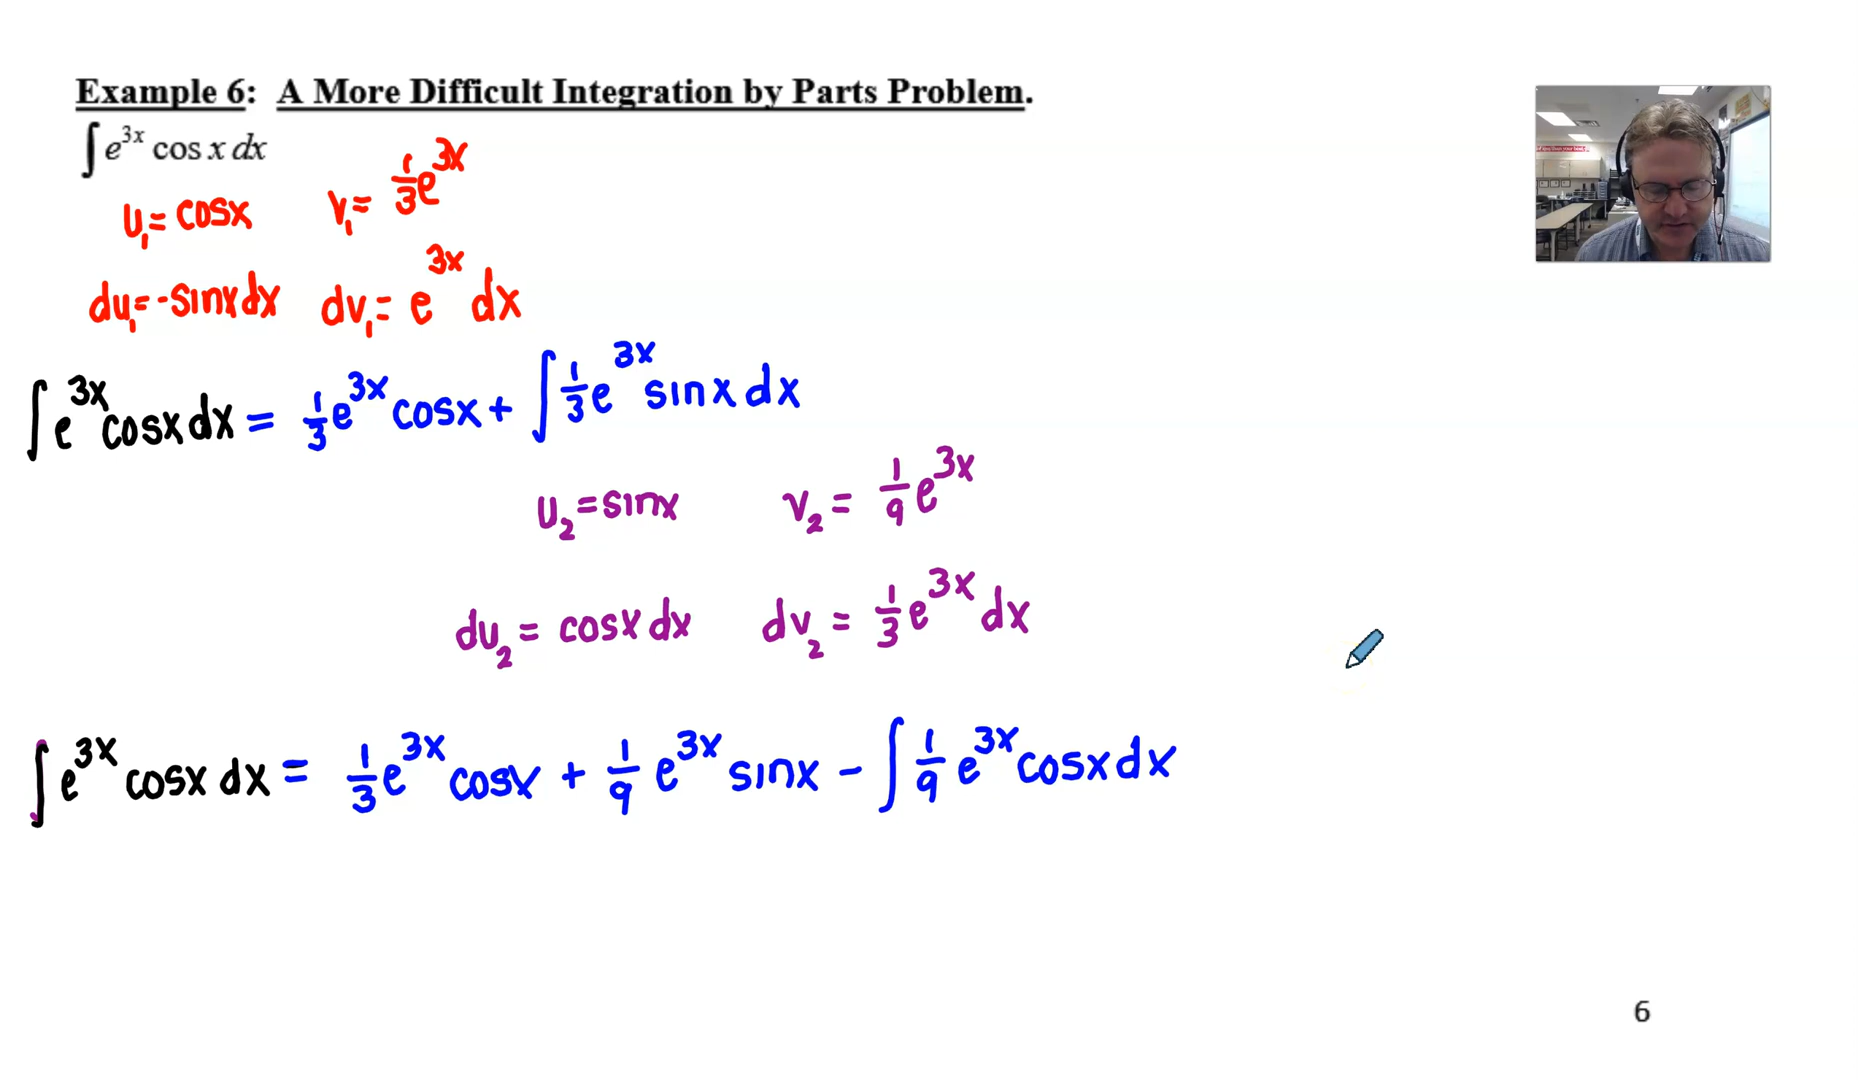 Example 6: A More Difficult Integration by Parts Problem.
∫ e^{3x} cos x dx
u₁ = cosx v₁ = 1/3 e^{3x}
du₁ = -sinxdx dv₁ = e^{3x} dx
∫ e^{3x} cosx dx = 1/3 e^{3x} cosx + ∫ 1/3 e^{3x} sinx dx
u₂ = sinx v₂ = 1/9 e^{3x}
du₂ = cosx dx dv₂ = 1/3 e^{3x} dx
∫ e^{3x} cosx dx = 1/3 e^{3x} cosx + 1/9 e^{3x} sinx - ∫ 1/9 e^{3x} cosx dx
6